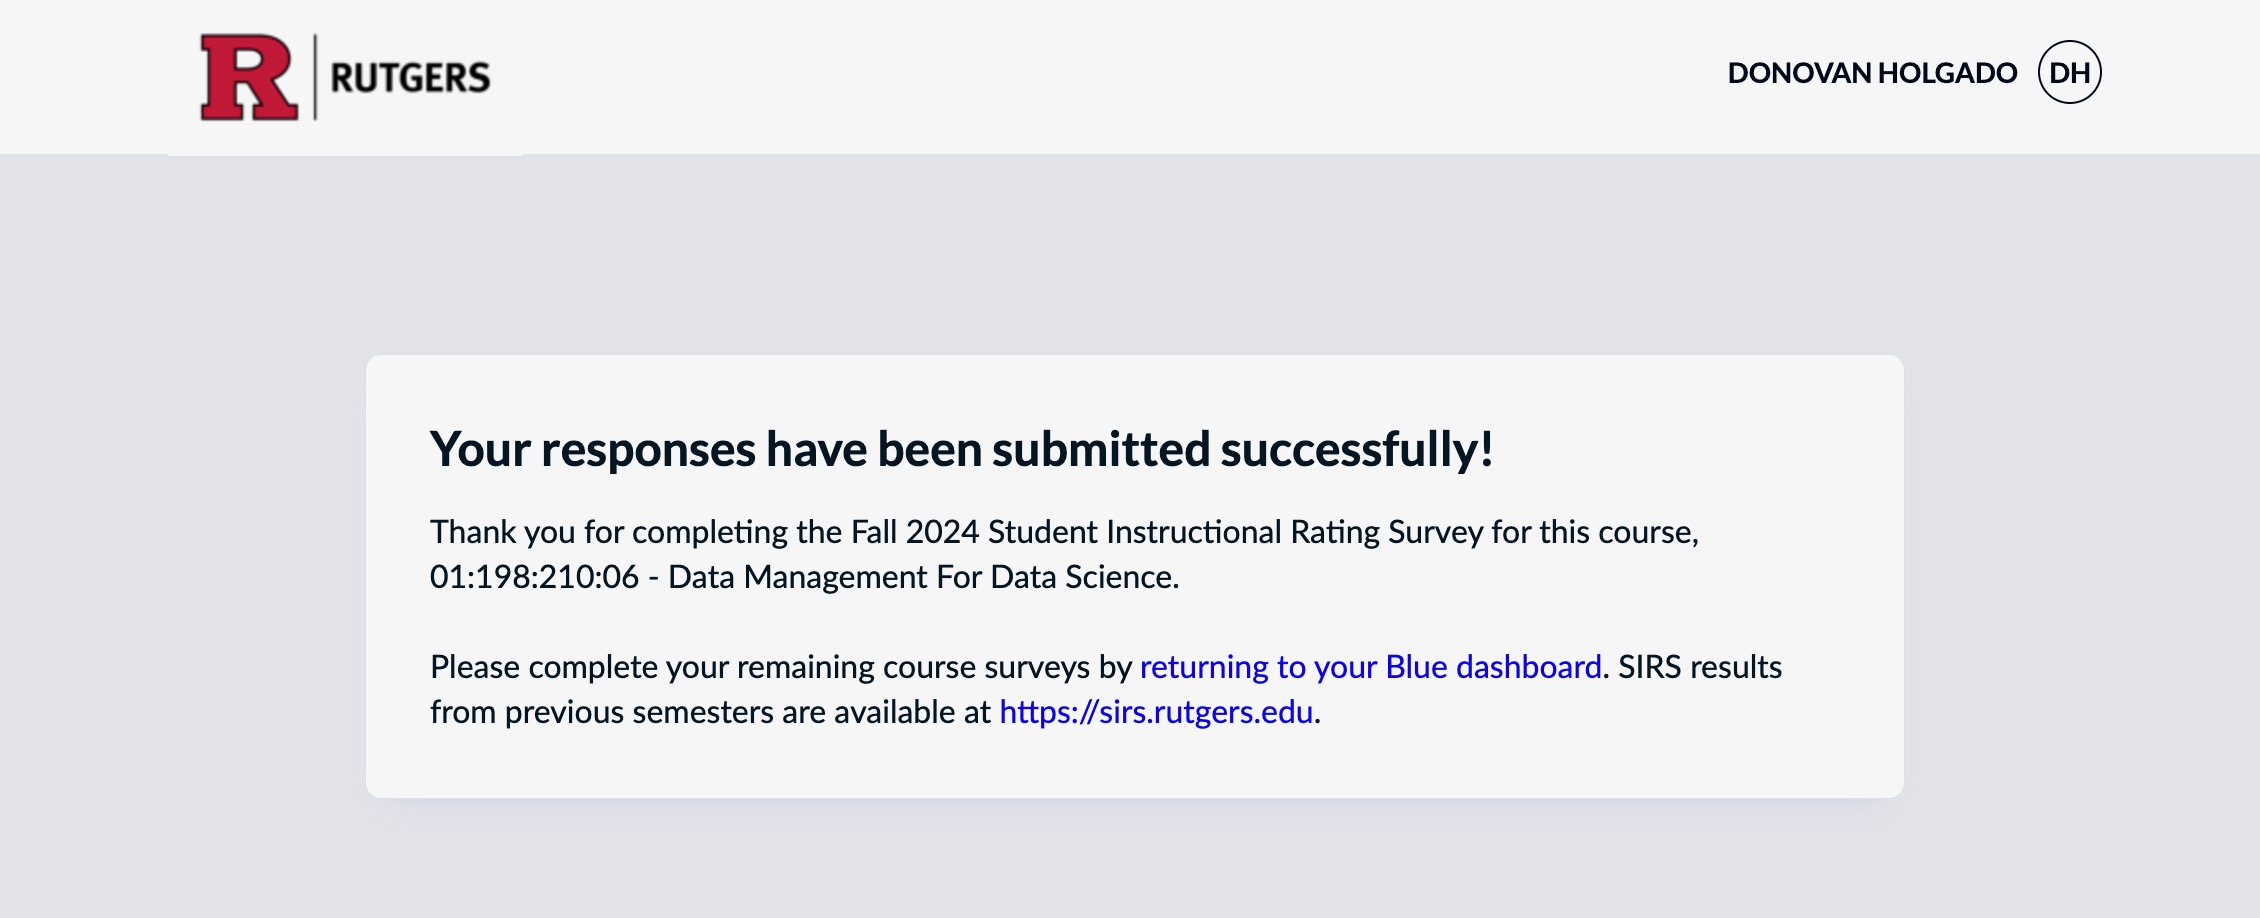 R RUTGERS
DONOVAN HOLGADO DH
Your responses have been submitted successfully!
Thank you for completing the Fall 2024 Student Instructional Rating Survey for this course,
01:198:210:06 - Data Management For Data Science.
Please complete your remaining course surveys by returning to your Blue dashboard. SIRS results
from previous semesters are available at https://sirs.rutgers.edu.